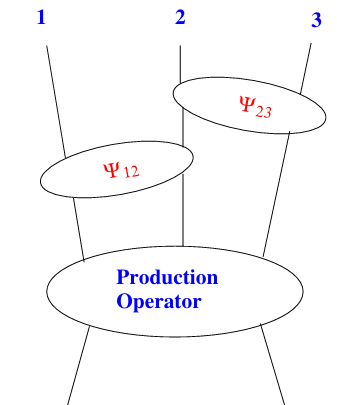 1 2 3
Ψ23
Ψ12
Production
Operator